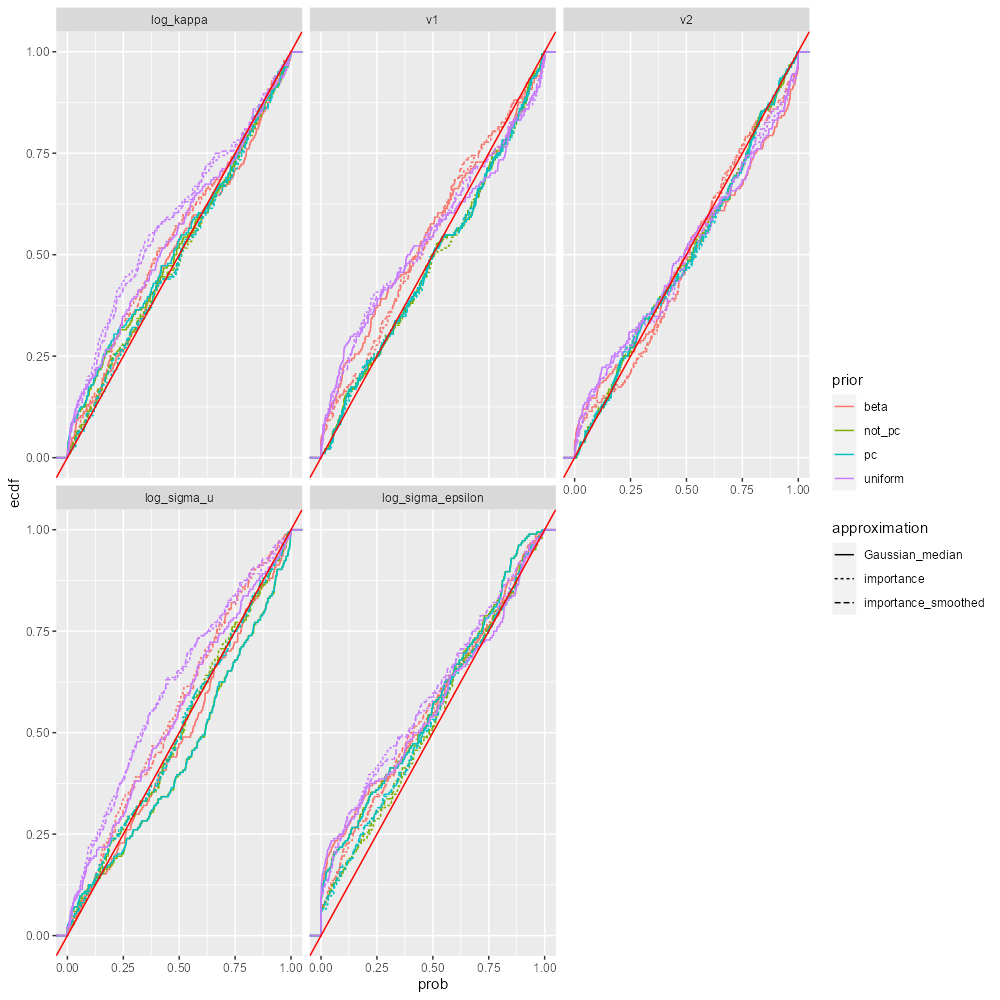 log_kappa
v1
v2
1.00
0.75
0.50
0.25
0.00
0.00 0.25 0.50 0.75 1.00
log_sigma_u
log_sigma_epsilon
1.00
0.75
0.50
0.25
0.00
0.00 0.25 0.50 0.75 1.00
0.00 0.25 0.50 0.75 1.00
prob
ecdf
prior
beta
not_pc
pc
uniform
approximation
Gaussian_median
importance
importance_smoothed